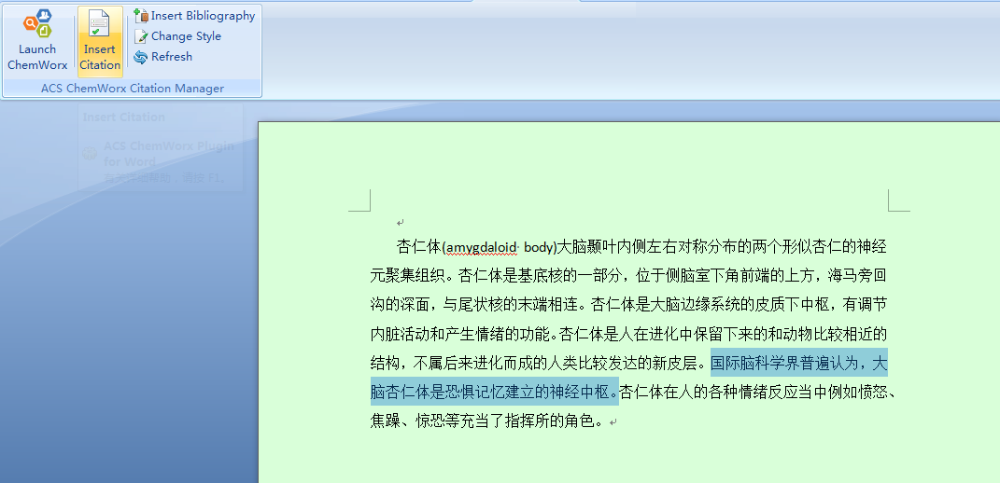 Launch
ChemWorx
Insert
Citation
Insert Bibliography
Change Style
Refresh
ACS ChemWorx Citation Manager
Insert Citation
ACS ChemWorx Plugin
for Word
杏仁体(amygdaloid body)大脑颞叶内侧左右对称分布的两个形似杏仁的神经
元聚集组织。杏仁体是基底核的一部分，位于侧脑室下角前端的上方，海马旁回
沟的深面，与尾状核的末端相连。杏仁体是大脑边缘系统的皮质下中枢，有调节
内脏活动和产生情绪的功能。杏仁体是人在进化中保留下来的和动物比较相近的
结构，不属后来进化而成的人类比较发达的新皮层。国际脑科学界普遍认为，大
脑杏仁体是恐惧记忆建立的神经中枢。杏仁体在人的各种情绪反应当中例如愤怒、
焦躁、惊恐等充当了指挥所的角色。